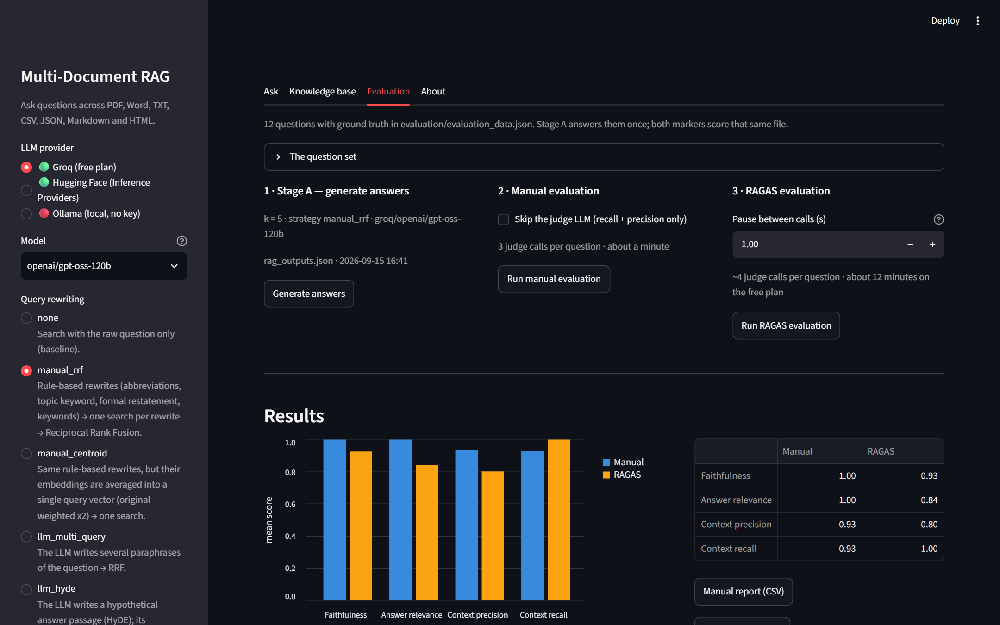 Deploy
Multi-Document RAG
Ask questions across PDF, Word, TXT,
CSV, JSON, Markdown and HTML.
LLM provider
Groq (free plan)
Hugging Face (Inference
Providers)
Ollama (local, no key)
Model
openai/gpt-oss-120b
Query rewriting
none
Search with the raw question only
(baseline).
manual_rrf
Rule-based rewrites (abbreviations,
topic keyword, formal restatement,
keywords) → one search per rewrite
→ Reciprocal Rank Fusion.
manual_centroid
Same rule-based rewrites, but their
embeddings are averaged into a
single query vector (original
weighted x2) → one search.
llm_multi_query
The LLM writes several paraphrases
of the question → RRF.
llm_hyde
The LLM writes a hypothetical
answer passage (HyDE); its
Ask Knowledge base Evaluation About
12 questions with ground truth in evaluation/evaluation_data.json. Stage A answers them once; both markers score that same file.
The question set
1 · Stage A — generate answers
k = 5 · strategy manual_rrf · groq/openai/gpt-oss-
120b
rag_outputs.json · 2026-09-15 16:41
Generate answers
2 · Manual evaluation
Skip the judge LLM (recall + precision only)
3 judge calls per question · about a minute
Run manual evaluation
3 · RAGAS evaluation
Pause between calls (s)
1.00
~4 judge calls per question · about 12 minutes on
the free plan
Run RAGAS evaluation
Results
mean score
1.0
0.8
0.6
0.4
0.2
0.0
Faithfulness Answer relevance Context precision Context recall
Manual
RAGAS
Manual RAGAS
Faithfulness 1.00 0.93
Answer relevance 1.00 0.84
Context precision 0.93 0.80
Context recall 0.93 1.00
Manual report (CSV)